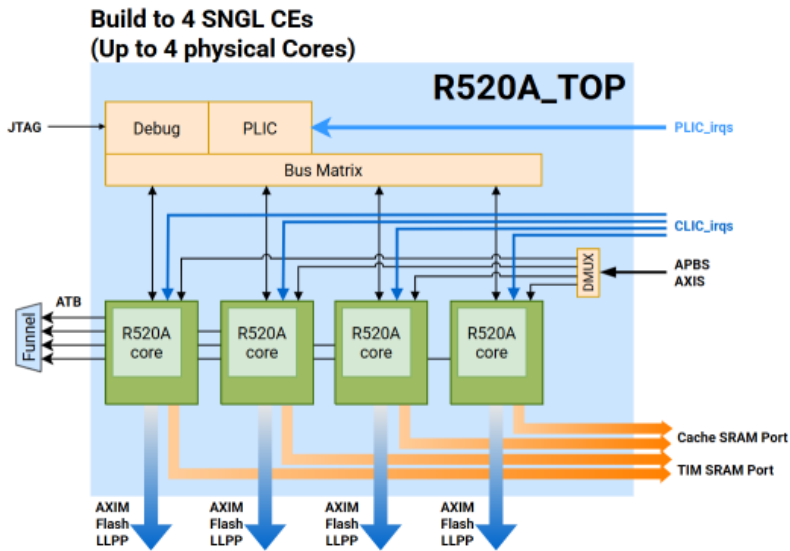 Build to 4 SNGL CEs
(Up to 4 physical Cores)
R520A_TOP
JTAG
Debug
PLIC
PLIC_irqs
Bus Matrix
CLIC_irqs
DMUX
APBS
AXIS
ATB
Funnel
R520A
core
R520A
core
R520A
core
R520A
core
Cache SRAM Port
TIM SRAM Port
AXIM
Flash
LLPP
AXIM
Flash
LLPP
AXIM
Flash
LLPP
AXIM
Flash
LLPP